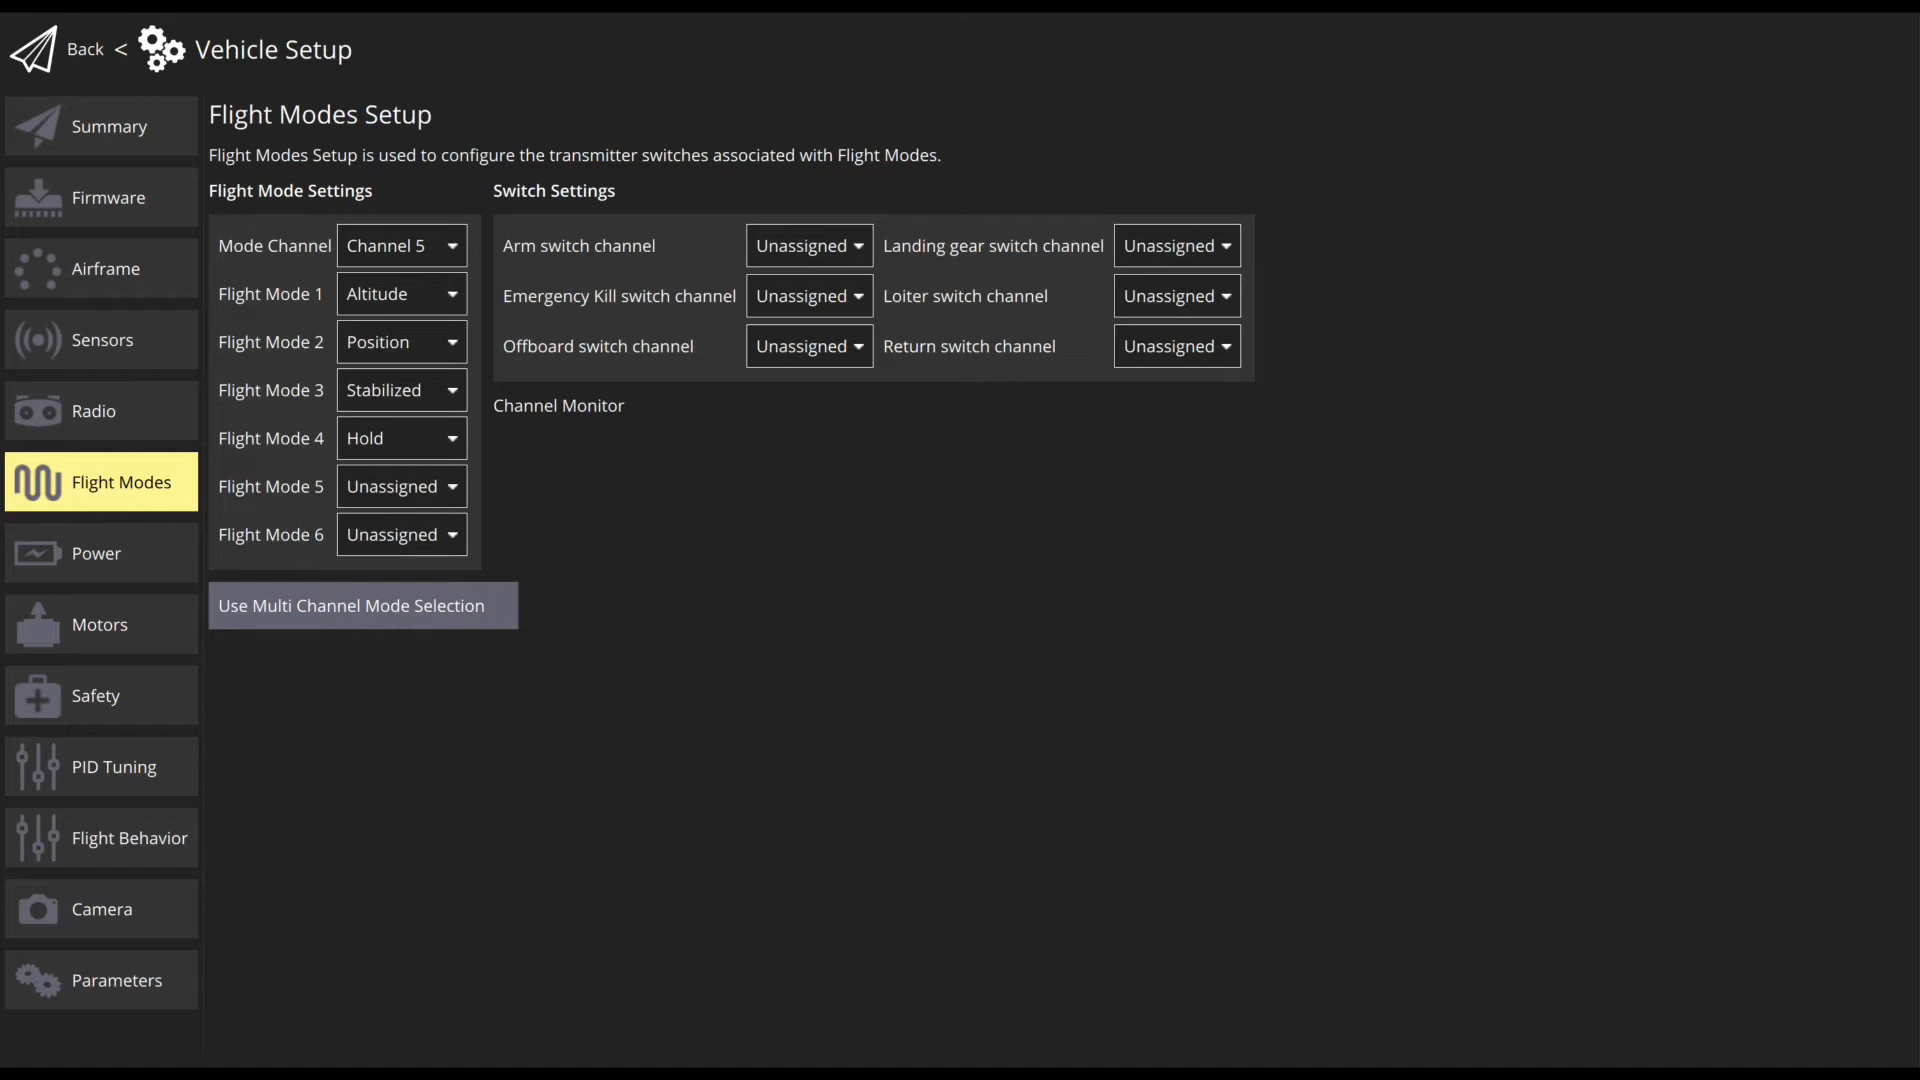 Back < Vehicle Setup
Summary
Firmware
Airframe
Sensors
Radio
Flight Modes
Power
Motors
Safety
PID Tuning
Flight Behavior
Camera
Parameters
Flight Modes Setup
Flight Modes Setup is used to configure the transmitter switches associated with Flight Modes.
Flight Mode Settings
Mode Channel Channel 5
Flight Mode 1 Altitude
Flight Mode 2 Position
Flight Mode 3 Stabilized
Flight Mode 4 Hold
Flight Mode 5 Unassigned
Flight Mode 6 Unassigned
Use Multi Channel Mode Selection
Switch Settings
Arm switch channel Unassigned Landing gear switch channel Unassigned
Emergency Kill switch channel Unassigned Loiter switch channel Unassigned
Offboard switch channel Unassigned Return switch channel Unassigned
Channel Monitor